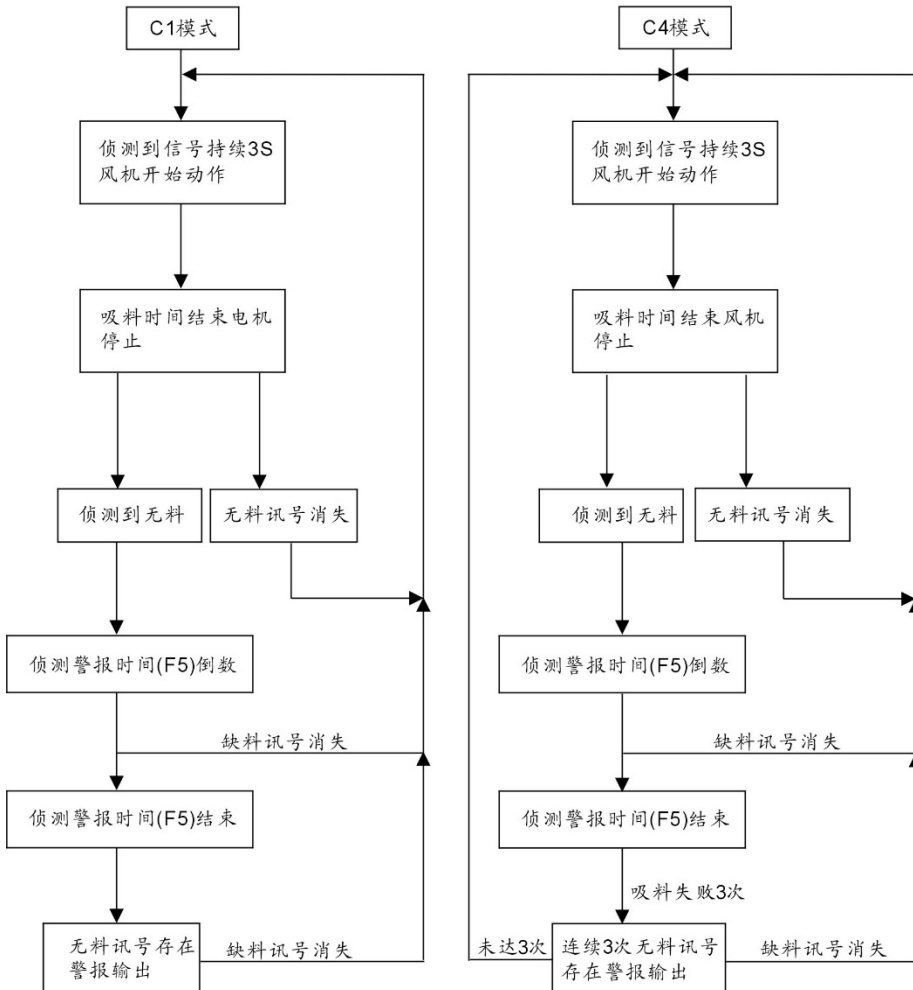 C1模式
侦测到信号持续3S
风机开始动作
吸料时间结束电机
停止
侦测到无料
无料讯号消失
侦测警报时间(F5)倒数
缺料讯号消失
侦测警报时间(F5)结束
无料讯号存在
警报输出
缺料讯号消失
C4模式
侦测到信号持续3S
风机开始动作
吸料时间结束风机
停止
侦测到无料
无料讯号消失
侦测警报时间(F5)倒数
缺料讯号消失
侦测警报时间(F5)结束
吸料失败3次
未达3次
连续3次无料讯号
存在警报输出
缺料讯号消失